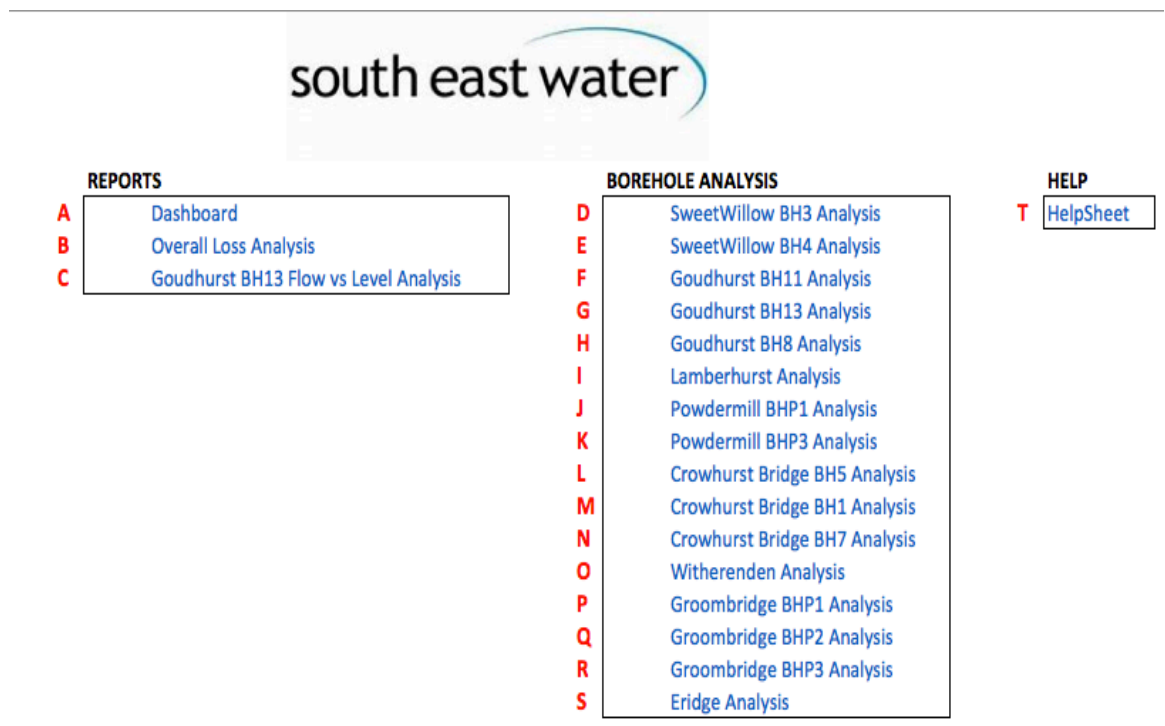 south east water
REPORTS
A Dashboard
B Overall Loss Analysis
C Goudhurst BH13 Flow vs Level Analysis
BOREHOLE ANALYSIS
D SweetWillow BH3 Analysis
E SweetWillow BH4 Analysis
F Goudhurst BH11 Analysis
G Goudhurst BH13 Analysis
H Goudhurst BH8 Analysis
I Lamberhurst Analysis
J Powdermill BHP1 Analysis
K Powdermill BHP3 Analysis
L Crowhurst Bridge BH5 Analysis
M Crowhurst Bridge BH1 Analysis
N Crowhurst Bridge BH7 Analysis
O Witherenden Analysis
P Groombridge BHP1 Analysis
Q Groombridge BHP2 Analysis
R Groombridge BHP3 Analysis
S Eridge Analysis
HELP
T HelpSheet